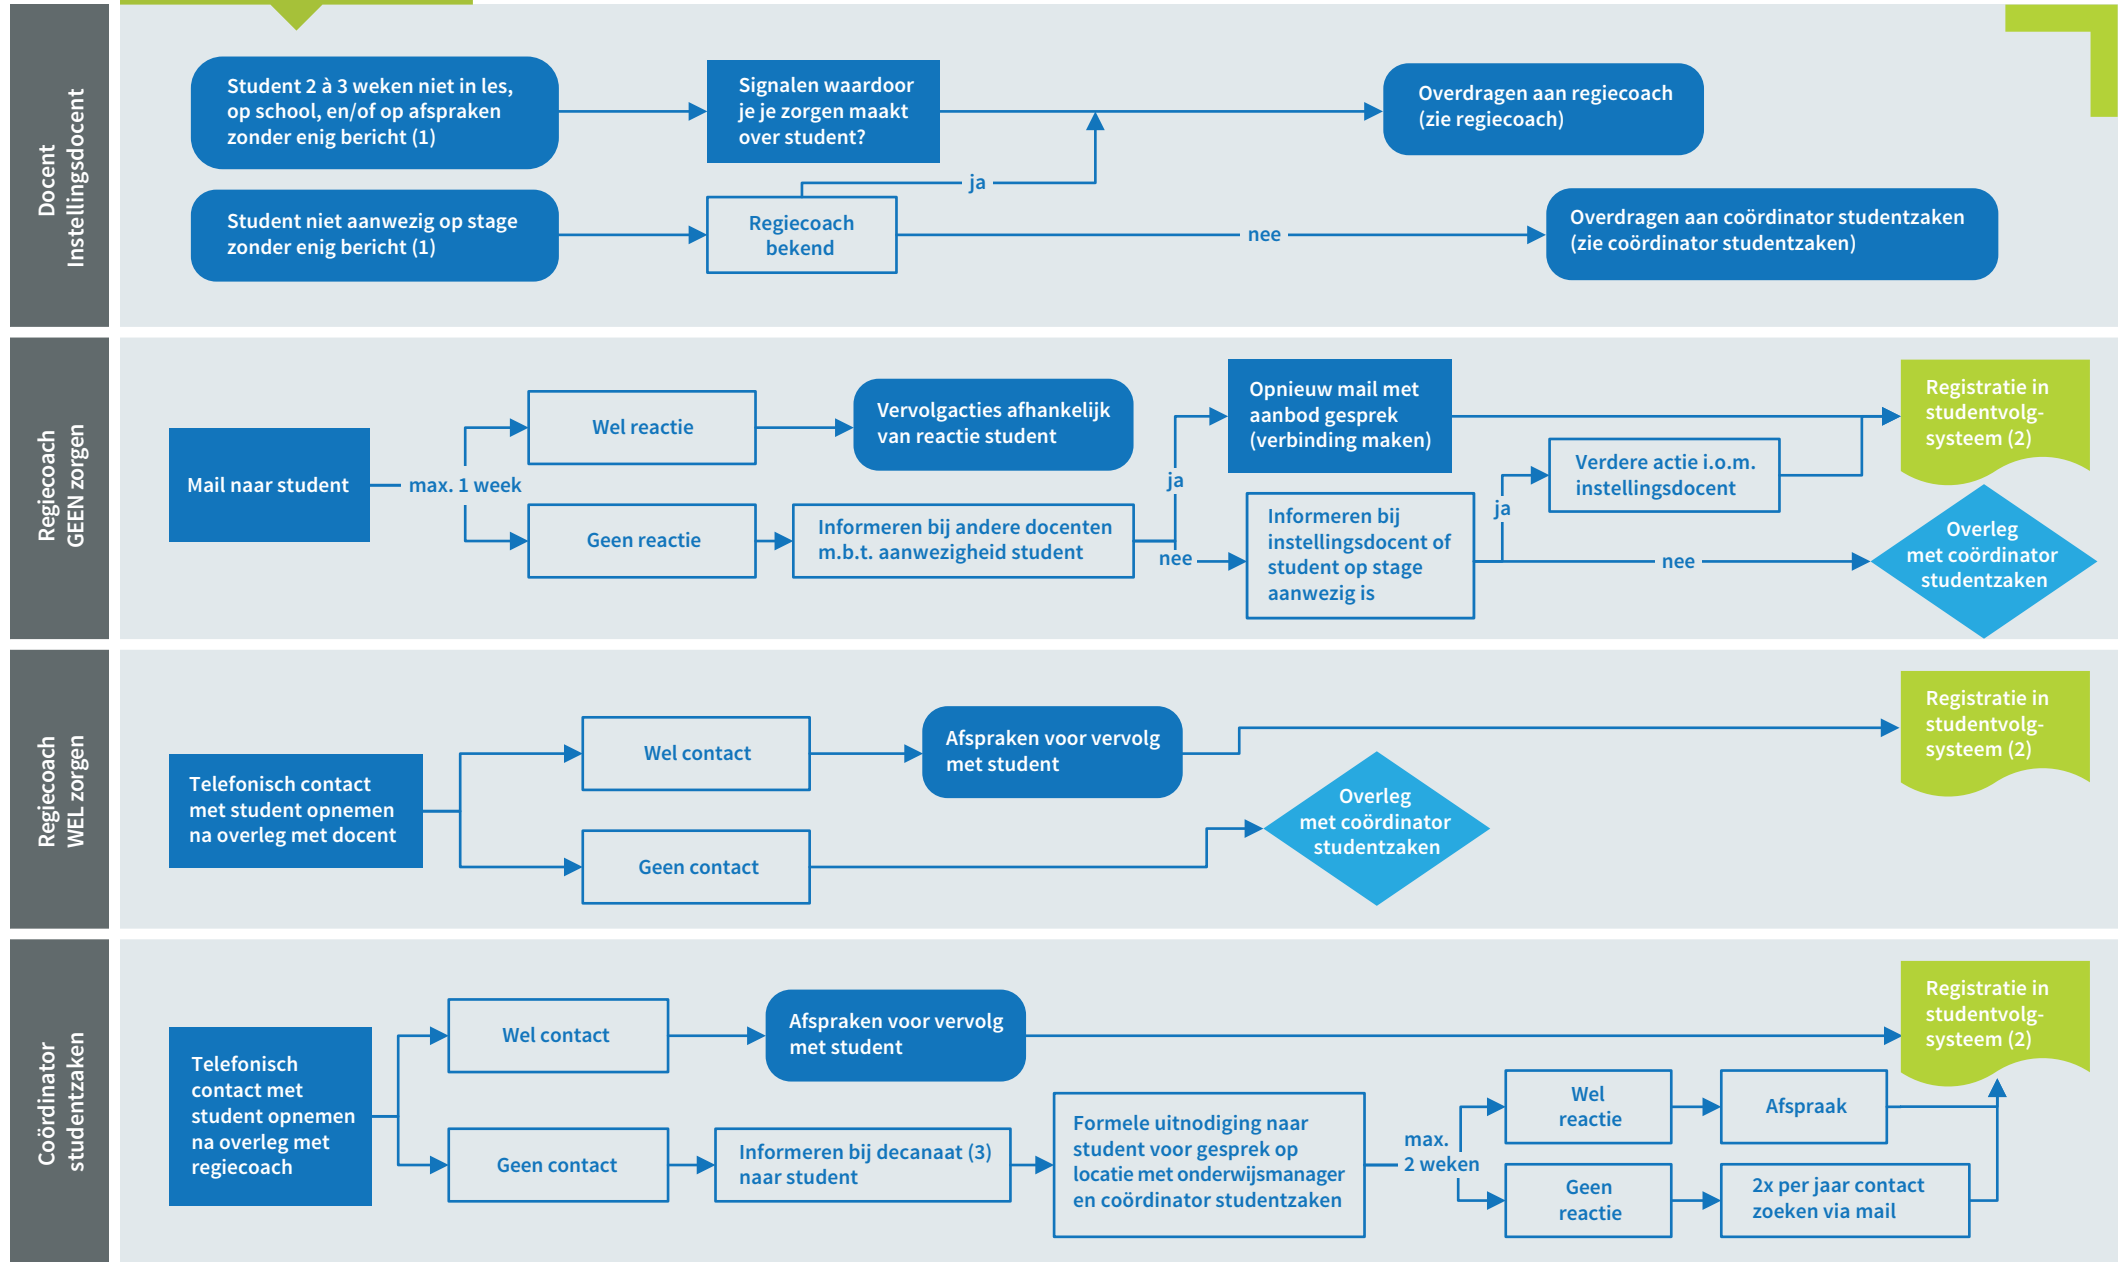 Docent
Instellingsdocent
Student 2 à 3 weken niet in les,
op school, en/of op afspraken
zonder enig bericht (1)
Signalen waardoor
je je zorgen maakt
over student?
Overdragen aan regiecoach
(zie regiecoach)
ja
Student niet aanwezig op stage
zonder enig bericht (1)
Regiecoach
bekend
nee
Overdragen aan coördinator studentzaken
(zie coördinator studentzaken)
Regiecoach
GEEN zorgen
Mail naar student
max. 1 week
Wel reactie
Vervolgacties afhankelijk
van reactie student
Geen reactie
Informeren bij andere docenten
m.b.t. aanwezigheid student
ja
Opnieuw mail met
aanbod gesprek
(verbinding maken)
nee
Informeren bij
instellingsdocent of
student op stage
aanwezig is
ja
Verdere actie i.o.m.
instellingsdocent
nee
Registratie in
studentvolg-
systeem (2)
Overleg
met coördinator
studentzaken
Regiecoach
WEL zorgen
Telefonisch contact
met student opnemen
na overleg met docent
Wel contact
Afspraken voor vervolg
met student
Registratie in
studentvolg-
systeem (2)
Geen contact
Overleg
met coördinator
studentzaken
Coördinator
studentzaken
Telefonisch
contact met
student opnemen
na overleg met
regiecoach
Wel contact
Afspraken voor vervolg
met student
Registratie in
studentvolg-
systeem (2)
Geen contact
Informeren bij decanaat (3)
naar student
Formele uitnodiging naar
student voor gesprek op
locatie met onderwijsmanager
en coördinator studentzaken
max.
2 weken
Wel
reactie
Afspraak
Geen
reactie
2x per jaar contact
zoeken via mail